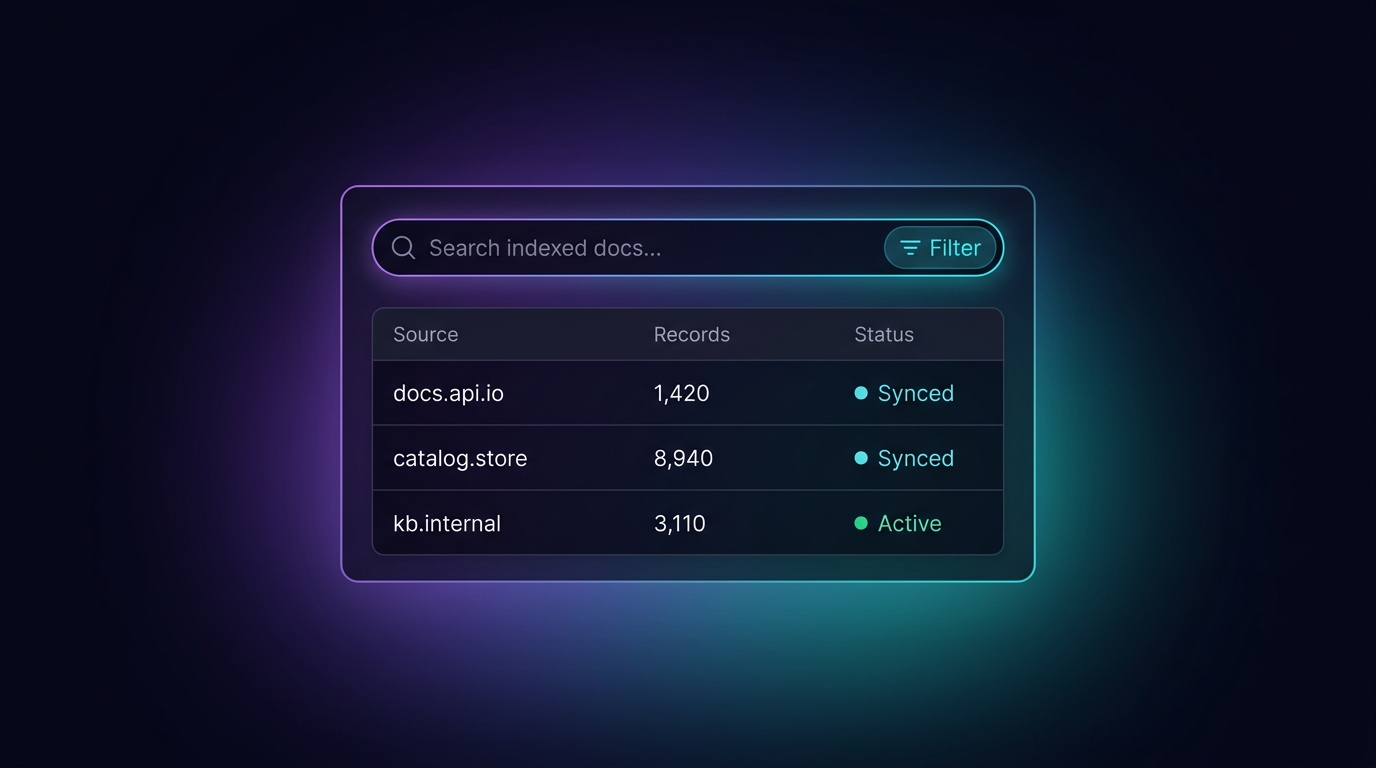 Search indexed docs...
Filter
Source Records Status
docs.api.io 1,420 Synced
catalog.store 8,940 Synced
kb.internal 3,110 Active